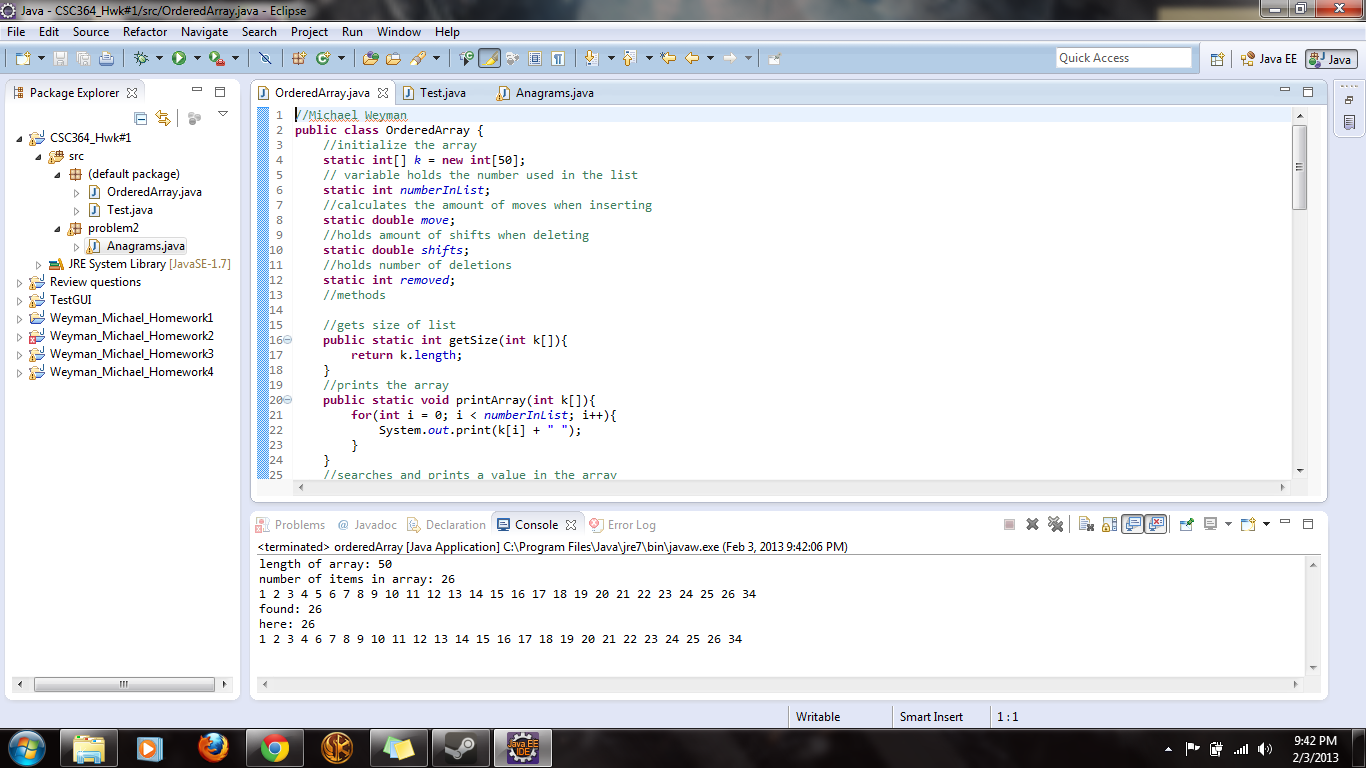 Java - CSC364_Hwk#1/src/OrderedArray.java - Eclipse
File Edit Source Refactor Navigate Search Project Run Window Help
Quick Access
Java EE
Java
Package Explorer
CSC364_Hwk#1
src
(default package)
OrderedArray.java
Test.java
problem2
Anagrams.java
JRE System Library [JavaSE-1.7]
Review questions
TestGUI
Weyman_Michael_Homework1
Weyman_Michael_Homework2
Weyman_Michael_Homework3
Weyman_Michael_Homework4
OrderedArray.java Test.java Anagrams.java
1 //Michael Weyman
2 public class OrderedArray {
3 //initialize the array
4 static int[] k = new int[50];
5 // variable holds the number used in the list
6 static int numberInList;
7 //calculates the amount of moves when inserting
8 static double move;
9 //holds amount of shifts when deleting
10 static double shifts;
11 //holds number of deletions
12 static int removed;
13 //methods
14
15 //gets size of list
16 public static int getSize(int k[]){
17 return k.length;
18 }
19 //prints the array
20 public static void printArray(int k[]){
21 for(int i = 0; i < numberInList; i++){
22 System.out.print(k[i] + " ");
23 }
24 }
25 //searches and prints a value in the array
Problems Javadoc Declaration Console Error Log
<terminated> orderedArray [Java Application] C:\Program Files\Java\jre7\bin\javaw.exe (Feb 3, 2013 9:42:06 PM)
length of array: 50
number of items in array: 26
1 2 3 4 5 6 7 8 9 10 11 12 13 14 15 16 17 18 19 20 21 22 23 24 25 26 34
found: 26
here: 26
1 2 3 4 6 7 8 9 10 11 12 13 14 15 16 17 18 19 20 21 22 23 24 25 26 34
Writable Smart Insert 1 : 1
Java EE
IDE
9:42 PM
2/3/2013